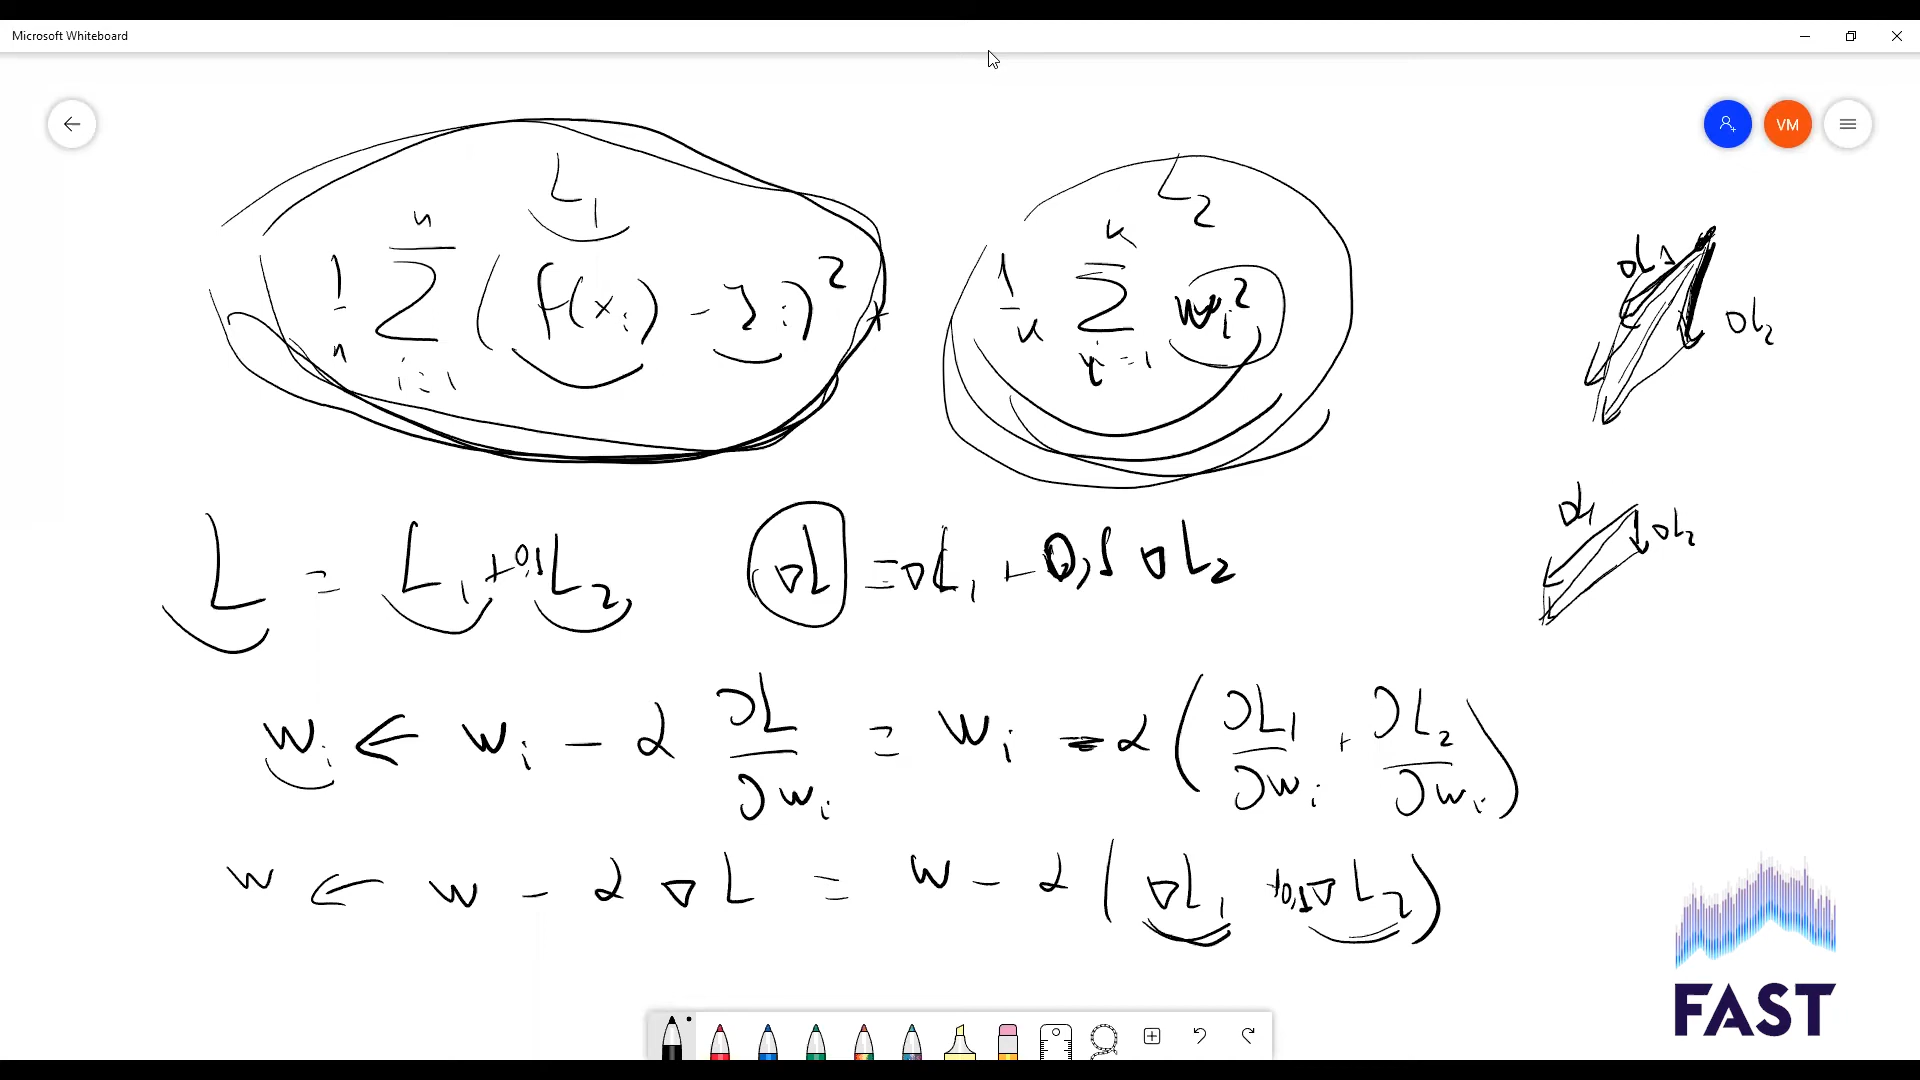 Microsoft Whiteboard
VM
L₁
L₂
1/n Σ_{i=1}^{n} (f(xᵢ) - yᵢ)² +
1/n Σ_{i=1}^{n} wᵢ²
∇L₁
∇L₂
L = L₁ + 0,1 L₂
∇L = ∇L₁ + 0,1 ∇L₂
∇L₁
∇L₂
wᵢ ← wᵢ - α ∂L/∂wᵢ = wᵢ - α (∂L₁/∂wᵢ + ∂L₂/∂wᵢ)
w ← w - α ∇L = w - α (∇L₁ + 0,1 ∇L₂)
FAST